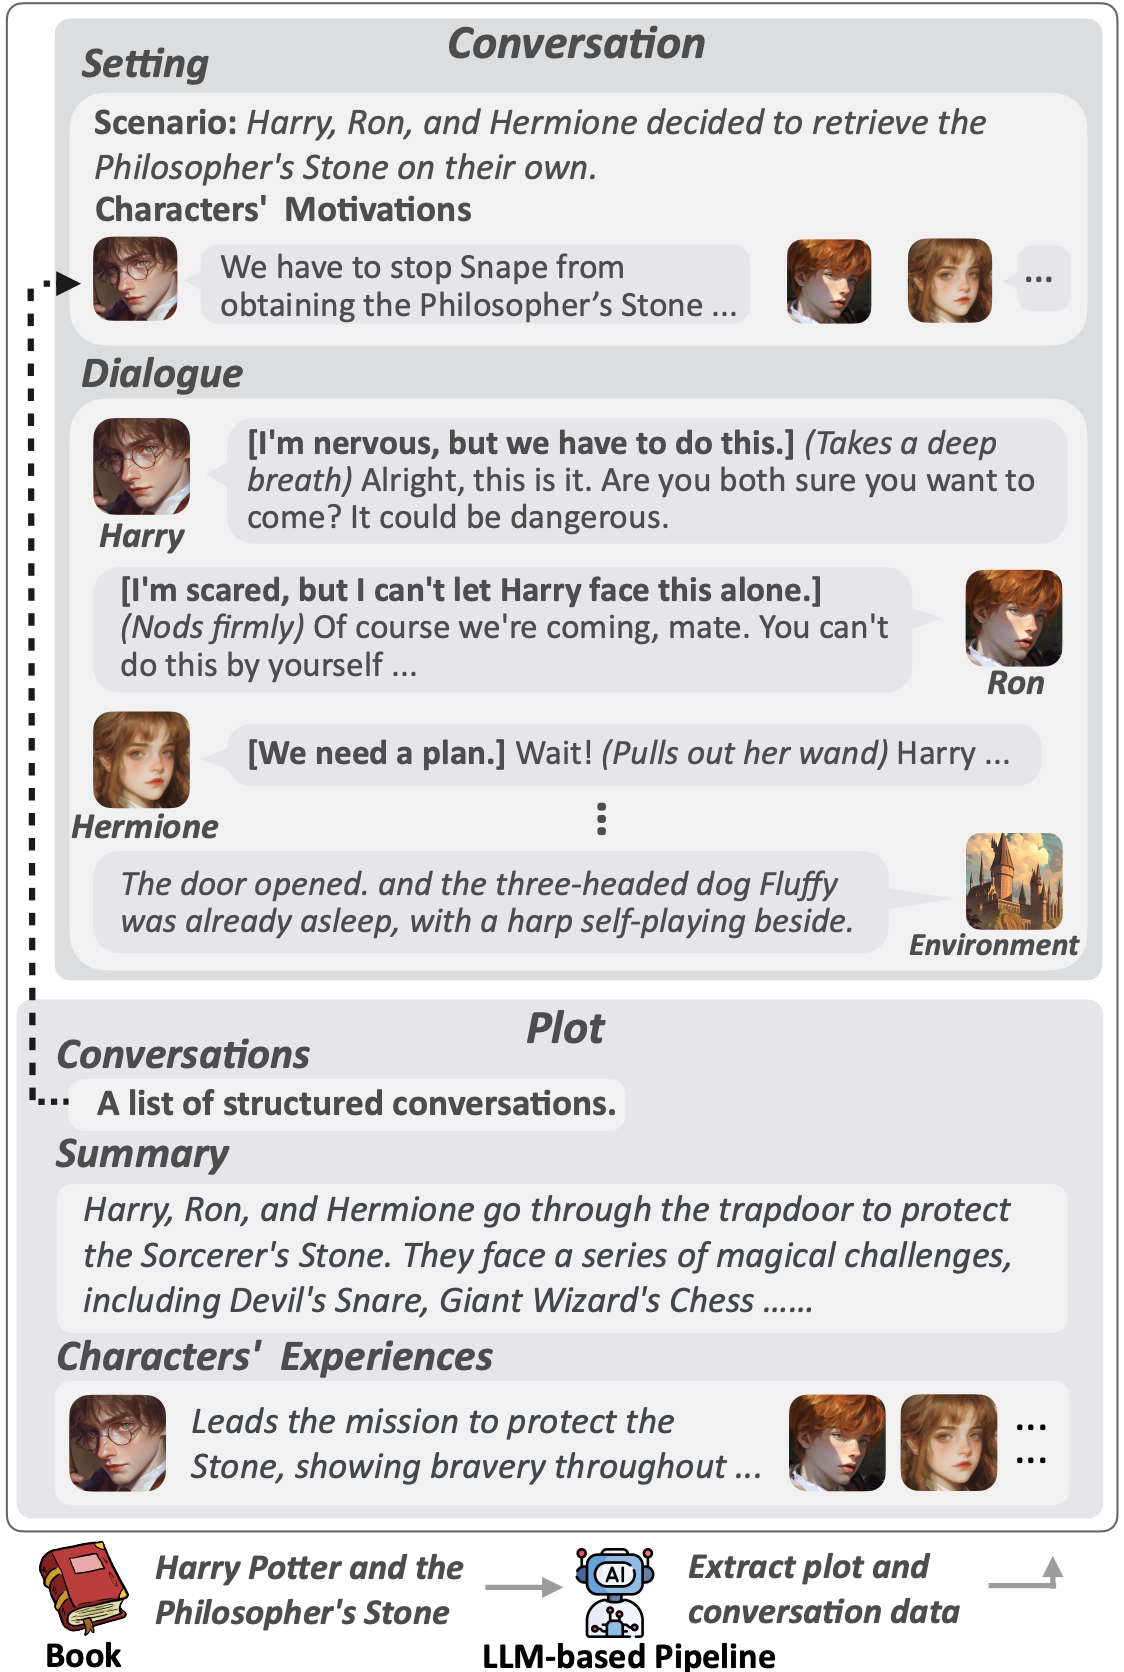 Conversation
Setting
Scenario: Harry, Ron, and Hermione decided to retrieve the
Philosopher's Stone on their own.
Characters' Motivations
We have to stop Snape from
obtaining the Philosopher’s Stone ...
...
Dialogue
[I'm nervous, but we have to do this.] (Takes a deep
breath) Alright, this is it. Are you both sure you want to
come? It could be dangerous.
Harry
[I'm scared, but I can't let Harry face this alone.]
(Nods firmly) Of course we're coming, mate. You can't
do this by yourself ...
Ron
[We need a plan.] Wait! (Pulls out her wand) Harry ...
Hermione
The door opened. and the three-headed dog Fluffy
was already asleep, with a harp self-playing beside.
Environment
Plot
Conversations
A list of structured conversations.
Summary
Harry, Ron, and Hermione go through the trapdoor to protect
the Sorcerer's Stone. They face a series of magical challenges,
including Devil's Snare, Giant Wizard's Chess ......
Characters' Experiences
Leads the mission to protect the
Stone, showing bravery throughout ...
...
...
Harry Potter and the
Philosopher's Stone
Book
AI
LLM-based Pipeline
Extract plot and
conversation data